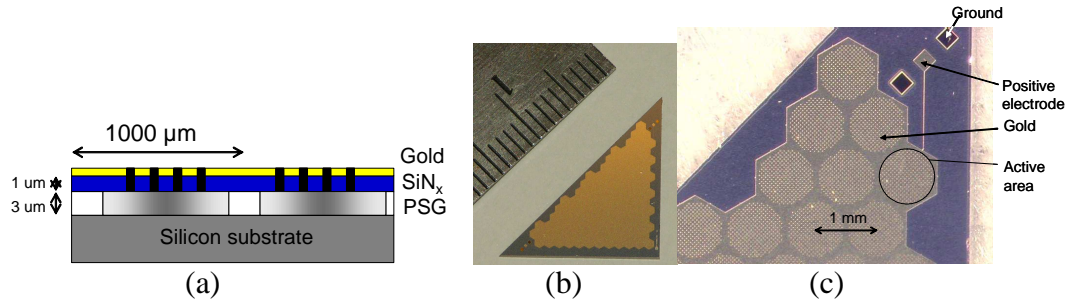 1000 µm
Gold
1 um
SiNₓ
3 um
PSG
Silicon substrate
(a)
1
(b)
Ground
Positive
electrode
Gold
Active
area
1 mm
(c)